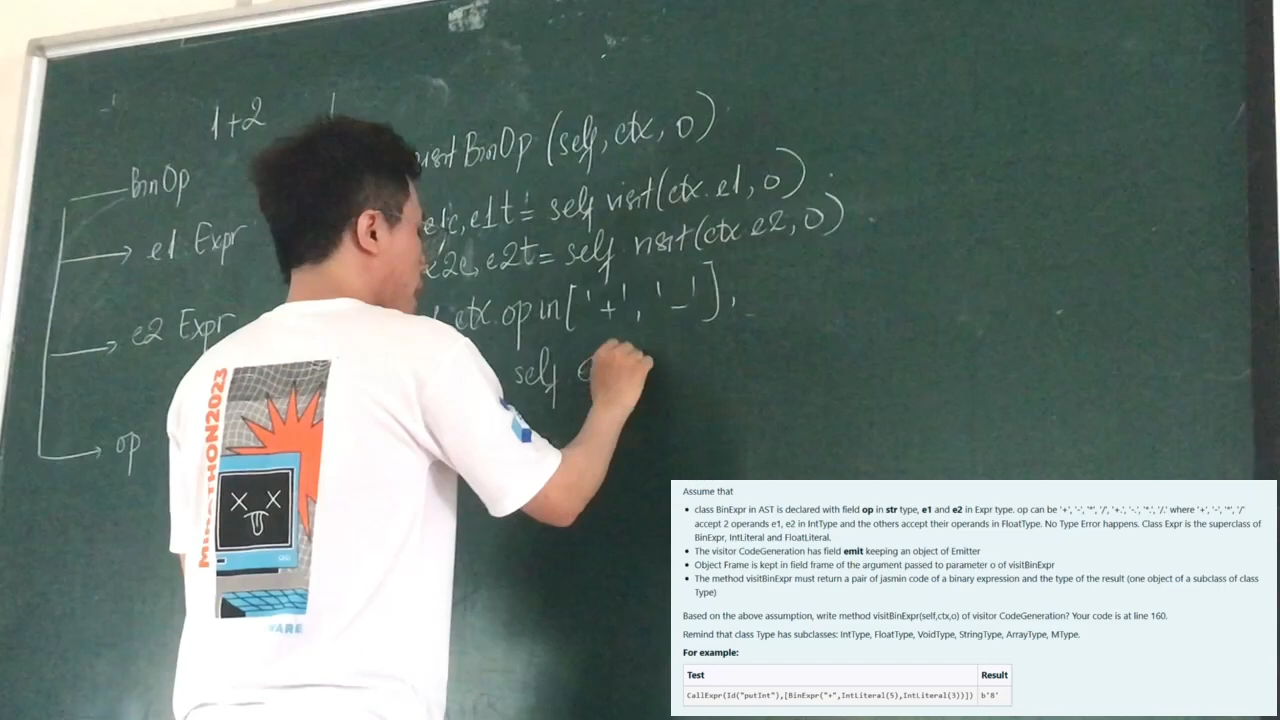 1+2
BinOp
e1 Expr
e2 Expr
op
visit BinOp (self, ctx, o)
e1c, e1t = self visit(ctx.e1, o)
e2c, e2t = self visit(ctx e2, o)
ctx.op in ['+', '-'],
self
MINDTHON2023
WARE
Assume that
• class BinExpr in AST is declared with field op in str type, e1 and e2 in Expr type. op can be '+', '-', '*', '/', '+.', '-.', '*.', '/.' where '+', '-', '*', '/'
accept 2 operands e1, e2 in IntType and the others accept their operands in FloatType. No Type Error happens. Class Expr is the superclass of
BinExpr, IntLiteral and FloatLiteral.
• The visitor CodeGeneration has field emit keeping an object of Emitter
• Object Frame is kept in field frame of the argument passed to parameter o of visitBinExpr
• The method visitBinExpr must return a pair of jasmin code of a binary expression and the type of the result (one object of a subclass of class
Type)
Based on the above assumption, write method visitBinExpr(self,ctx,o) of visitor CodeGeneration? Your code is at line 160.
Remind that class Type has subclasses: IntType, FloatType, VoidType, StringType, ArrayType, MType.
For example:
Test Result
CallExpr(Id("putInt"),[BinExpr("+",IntLiteral(5),IntLiteral(3))]) b'8'